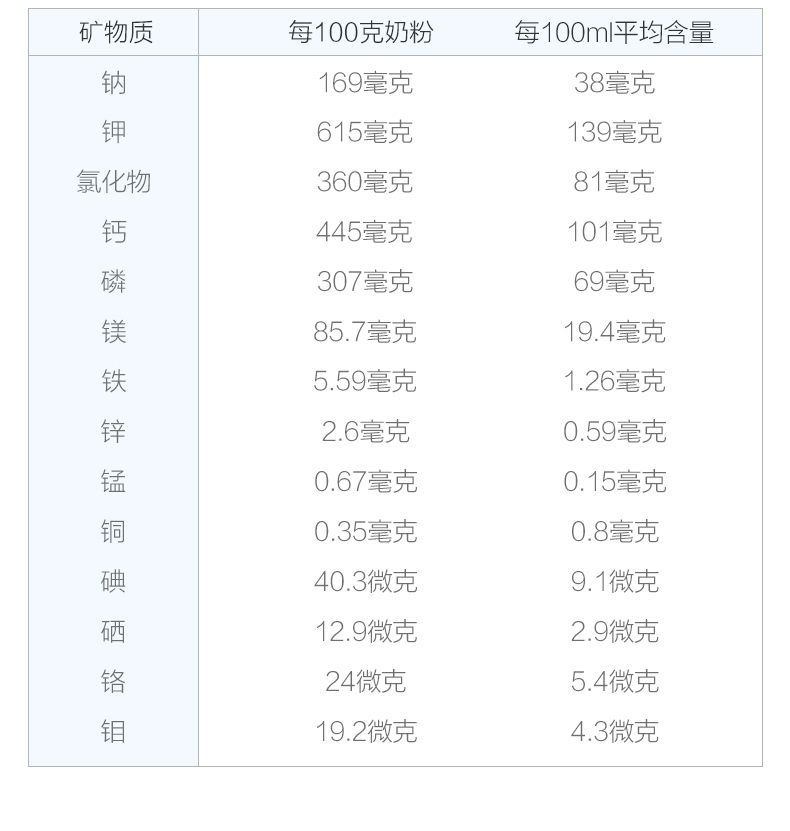 矿物质 每100克奶粉 每100ml平均含量
钠 169毫克 38毫克
钾 615毫克 139毫克
氯化物 360毫克 81毫克
钙 445毫克 101毫克
磷 307毫克 69毫克
镁 85.7毫克 19.4毫克
铁 5.59毫克 1.26毫克
锌 2.6毫克 0.59毫克
锰 0.67毫克 0.15毫克
铜 0.35毫克 0.8毫克
碘 40.3微克 9.1微克
硒 12.9微克 2.9微克
铬 24微克 5.4微克
钼 19.2微克 4.3微克